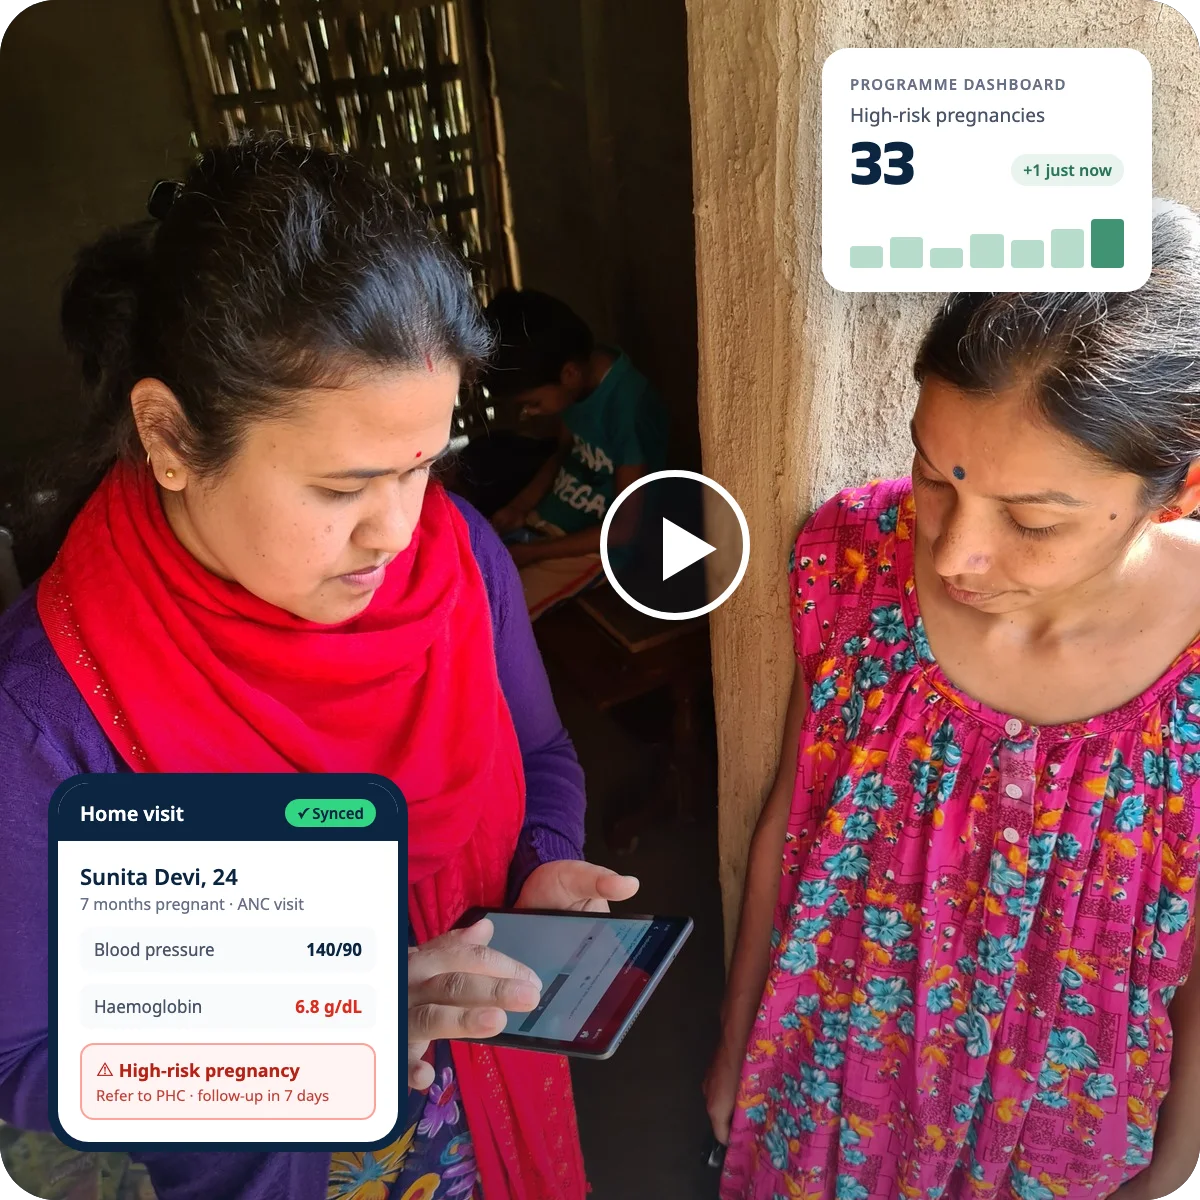 PROGRAMME DASHBOARD
High-risk pregnancies
33
+1 just now
Home visit
✓ Synced
Sunita Devi, 24
7 months pregnant · ANC visit
Blood pressure 140/90
Haemoglobin 6.8 g/dL
⚠ High-risk pregnancy
Refer to PHC · follow-up in 7 days